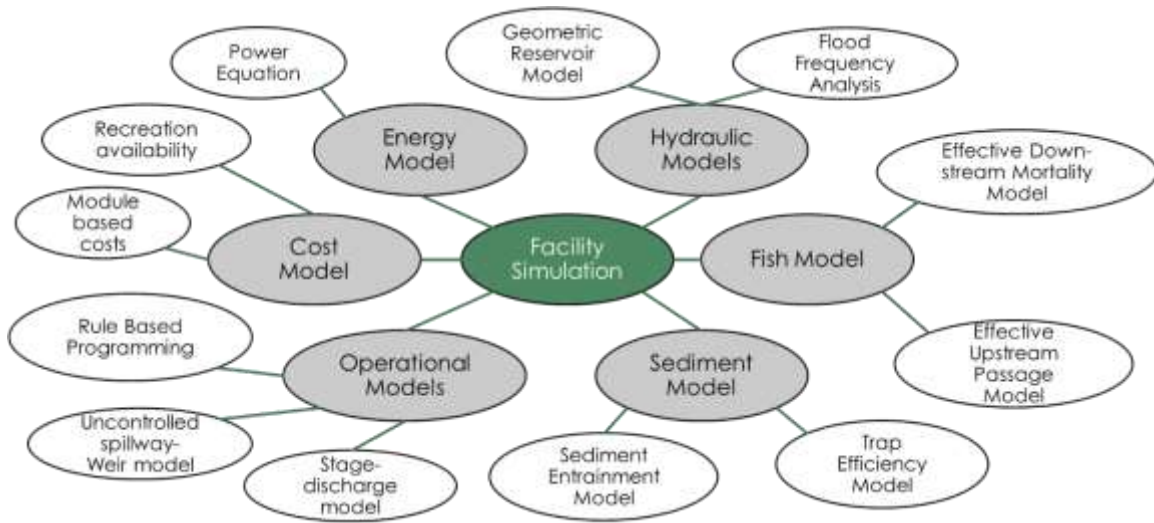 Power
Equation
Geometric
Reservoir
Model
Flood
Frequency
Analysis
Recreation
availability
Energy
Model
Hydraulic
Models
Effective Down-
stream Mortality
Model
Module
based
costs
Cost
Model
Facility
Simulation
Fish Model
Rule Based
Programming
Operational
Models
Sediment
Model
Effective
Upstream
Passage
Model
Uncontrolled
spillway-
Weir model
Stage-
discharge
model
Sediment
Entrainment
Model
Trap
Efficiency
Model